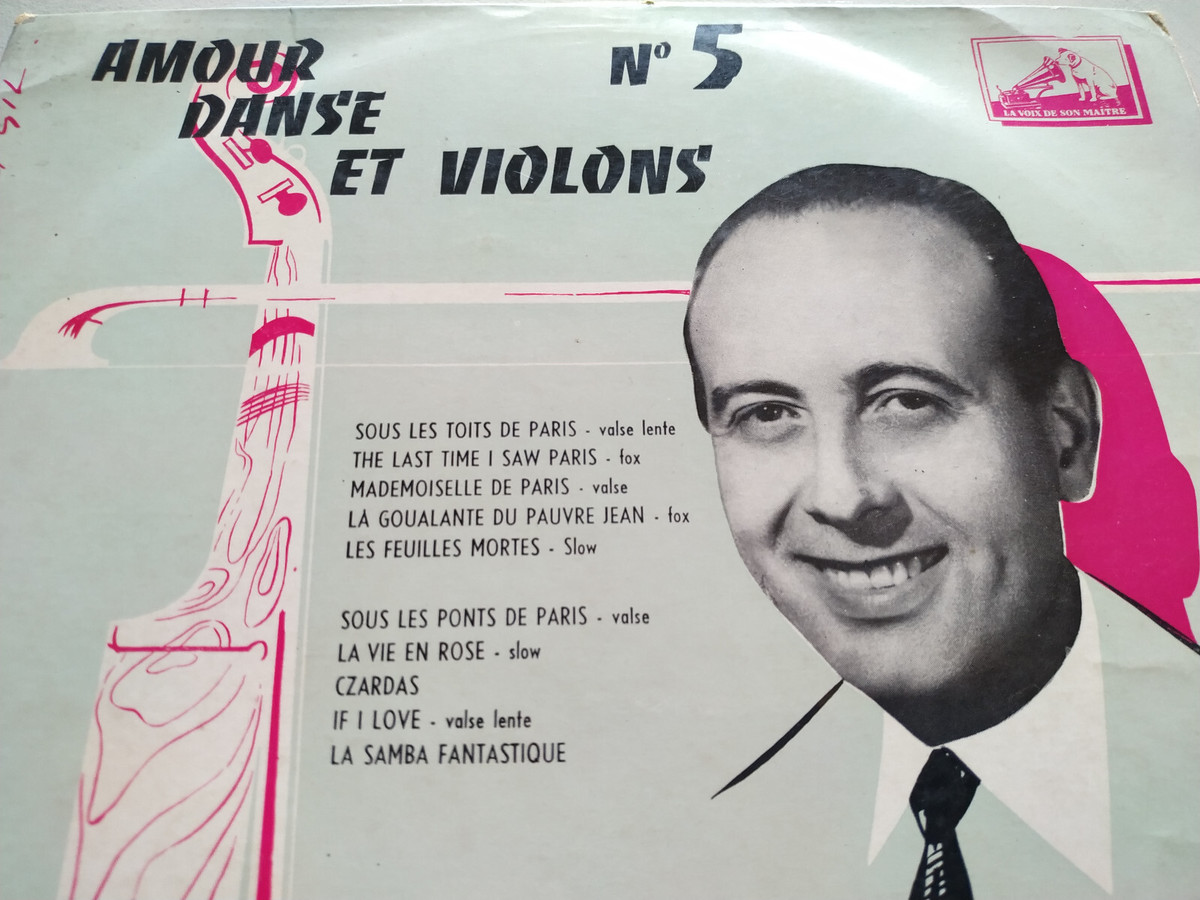 AMOUR
DANSE
ET VIOLONS
Nº 5
LA VOIX DE SON MAÎTRE
SOUS LES TOITS DE PARIS - valse lente
THE LAST TIME I SAW PARIS - fox
MADEMOISELLE DE PARIS - valse
LA GOUALANTE DU PAUVRE JEAN - fox
LES FEUILLES MORTES - Slow
SOUS LES PONTS DE PARIS - valse
LA VIE EN ROSE - slow
CZARDAS
IF I LOVE - valse lente
LA SAMBA FANTASTIQUE